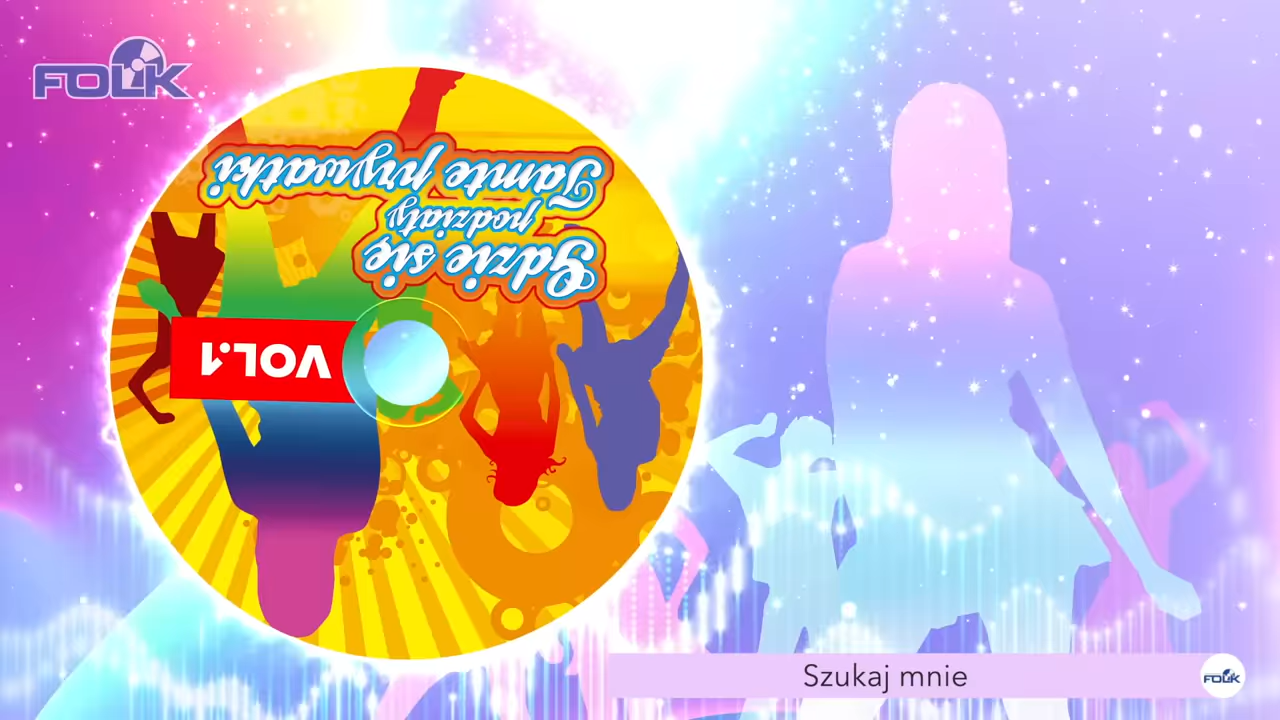 FOLK
Gdzie się
podziały
Tamte prywatki
VOL.1
Szukaj mnie
FOLK